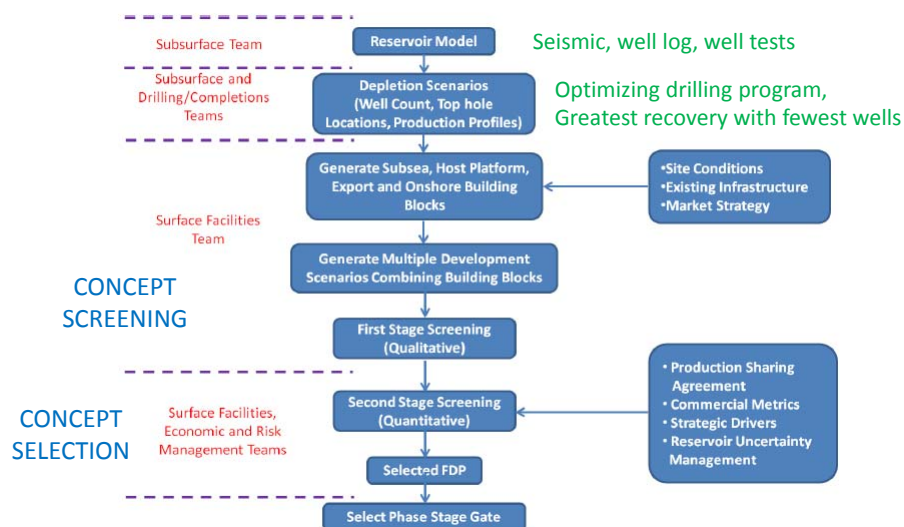 Subsurface Team
Reservoir Model
Seismic, well log, well tests
Subsurface and
Drilling/Completions
Teams
Depletion Scenarios
(Well Count, Top hole
Locations, Production Profiles)
Optimizing drilling program,
Greatest recovery with fewest wells
Generate Subsea, Host Platform,
Export and Onshore Building
Blocks
•Site Conditions
•Existing Infrastructure
•Market Strategy
Surface Facilities
Team
Generate Multiple Development
Scenarios Combining Building Blocks
CONCEPT
SCREENING
First Stage Screening
(Qualitative)
CONCEPT
SELECTION
Surface Facilities,
Economic and Risk
Management Teams
Second Stage Screening
(Quantitative)
• Production Sharing
Agreement
• Commercial Metrics
• Strategic Drivers
• Reservoir Uncertainty
Management
Selected FDP
Select Phase Stage Gate